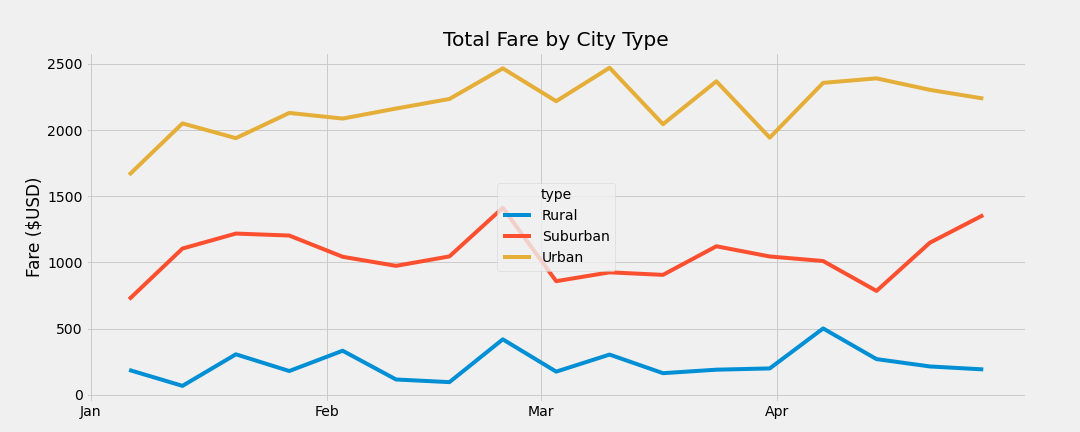 Total Fare by City Type
Fare ($USD)
2500
2000
1500
1000
500
0
type
Rural
Suburban
Urban
Jan Feb Mar Apr